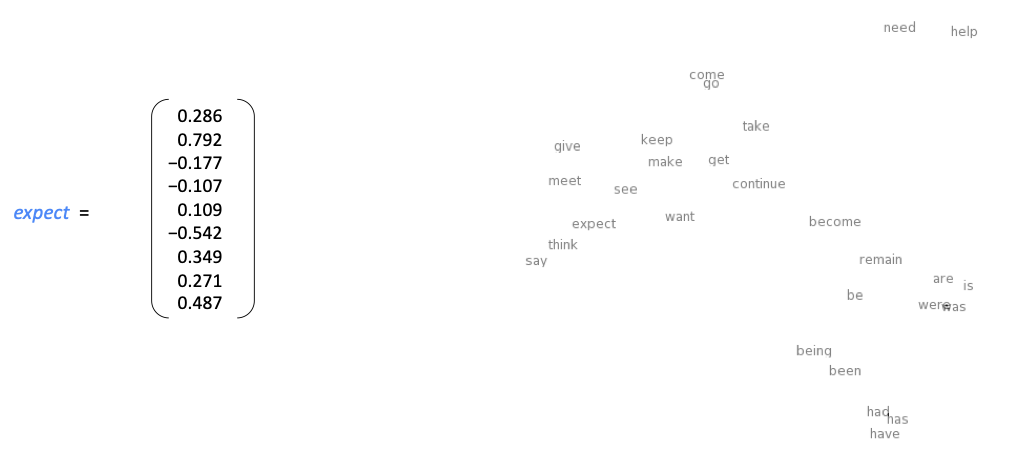 expect =
0.286
0.792
−0.177
−0.107
0.109
−0.542
0.349
0.271
0.487
need
help
come
go
take
keep
give
make
get
meet
see
continue
want
expect
become
think
say
remain
are
is
be
were
was
being
been
had
has
have